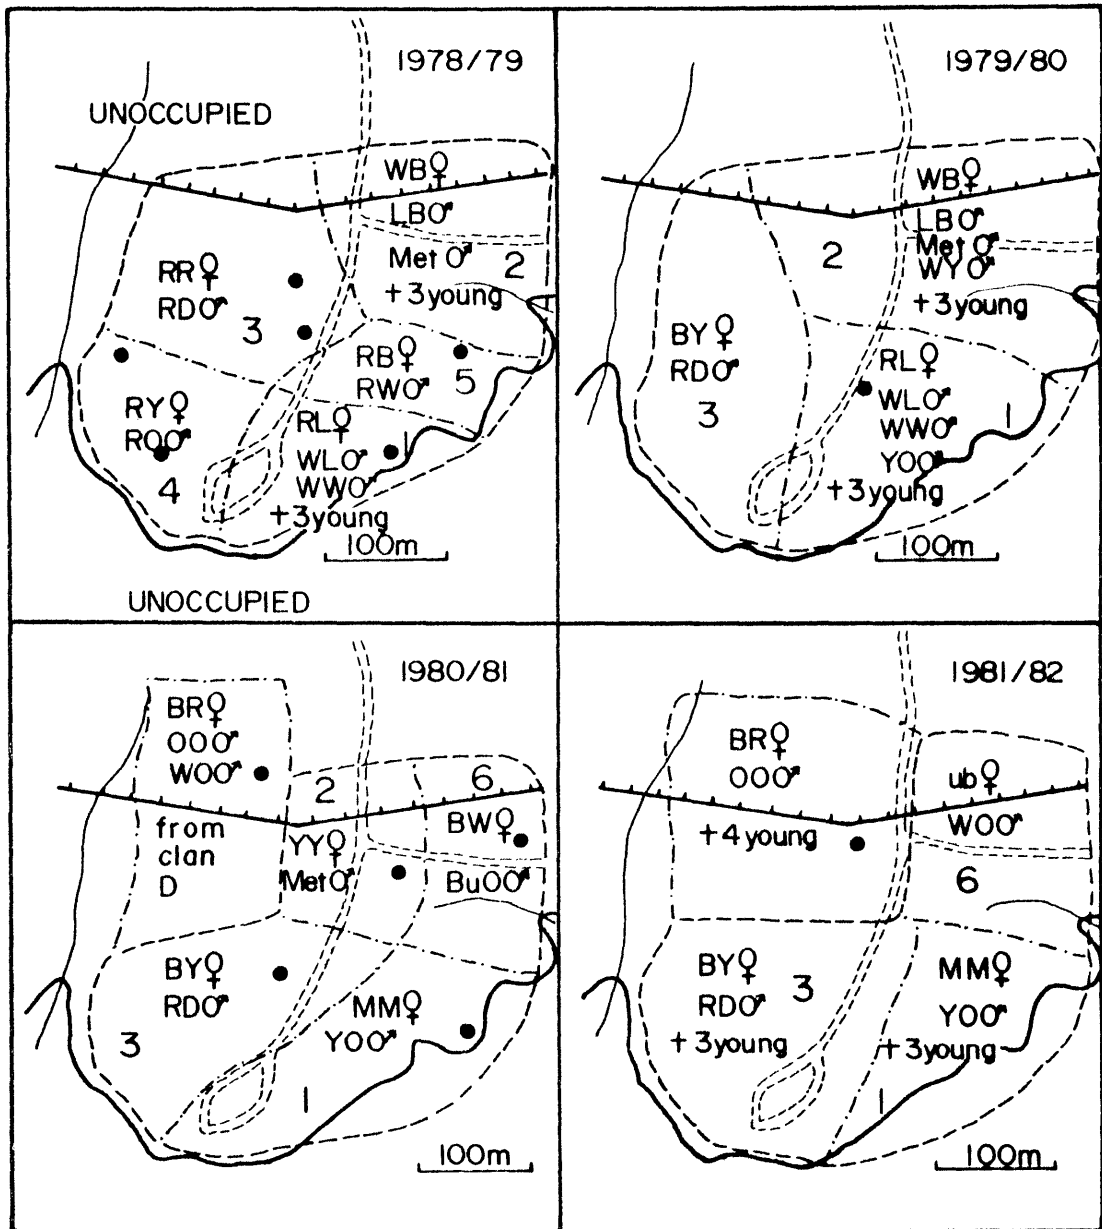 1978/79
UNOCCUPIED
WB♀
LB♂
Met ♂ 2
+3young
RR♀
RD♂
3
RB♀
RW♂ 5
RY♀
RO♂
4
RL♀ 1
WL♂
WW♂
+3young
100m
UNOCCUPIED
1979/80
WB♀
LB♂
Met ♂
WY♂
+3young
2
BY♀
RD♂
3
RL♀
WL♂ 1
WW♂
YO♂
+3young
100m
1980/81
BR♀
OO♂
WO♂
from
clan
D
2
YY♀
Met♂
6
BW♀
BuO♂
BY♀
RD♂
3
MM♀
YO♂
1
100m
1981/82
BR♀
OO♂
+4young
ub♀
WO♂
6
BY♀
RD♂ 3
+3young
MM♀
YO♂
+3young
1
100m